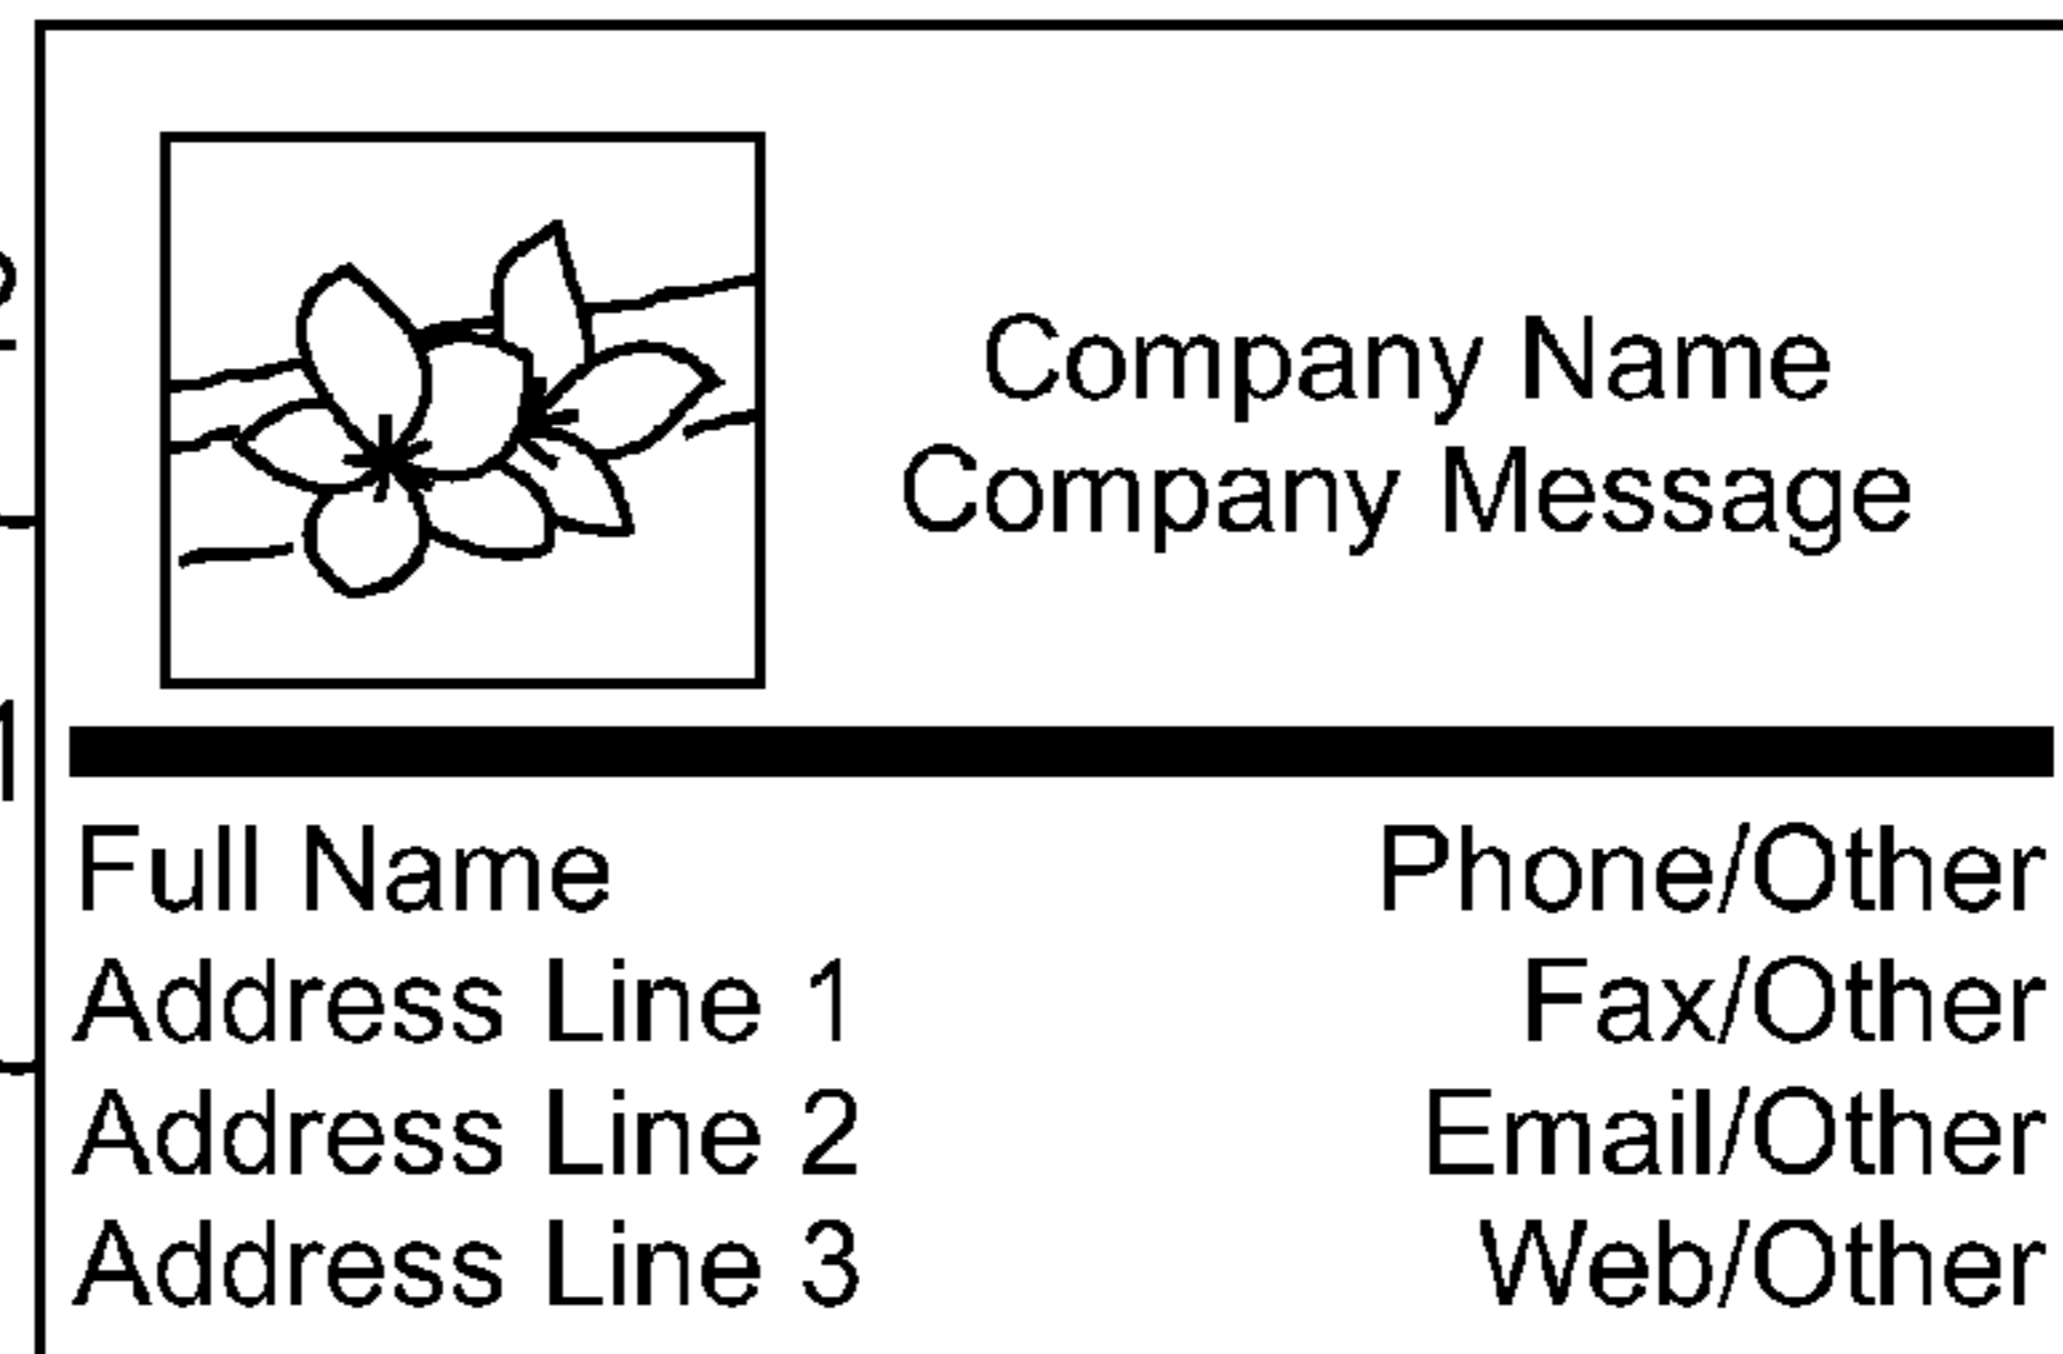 Company Name
Company Message
Full Name
Phone/Other
Address Line 1
Fax/Other
Address Line 2
Email/Other
Address Line 3
Web/Other